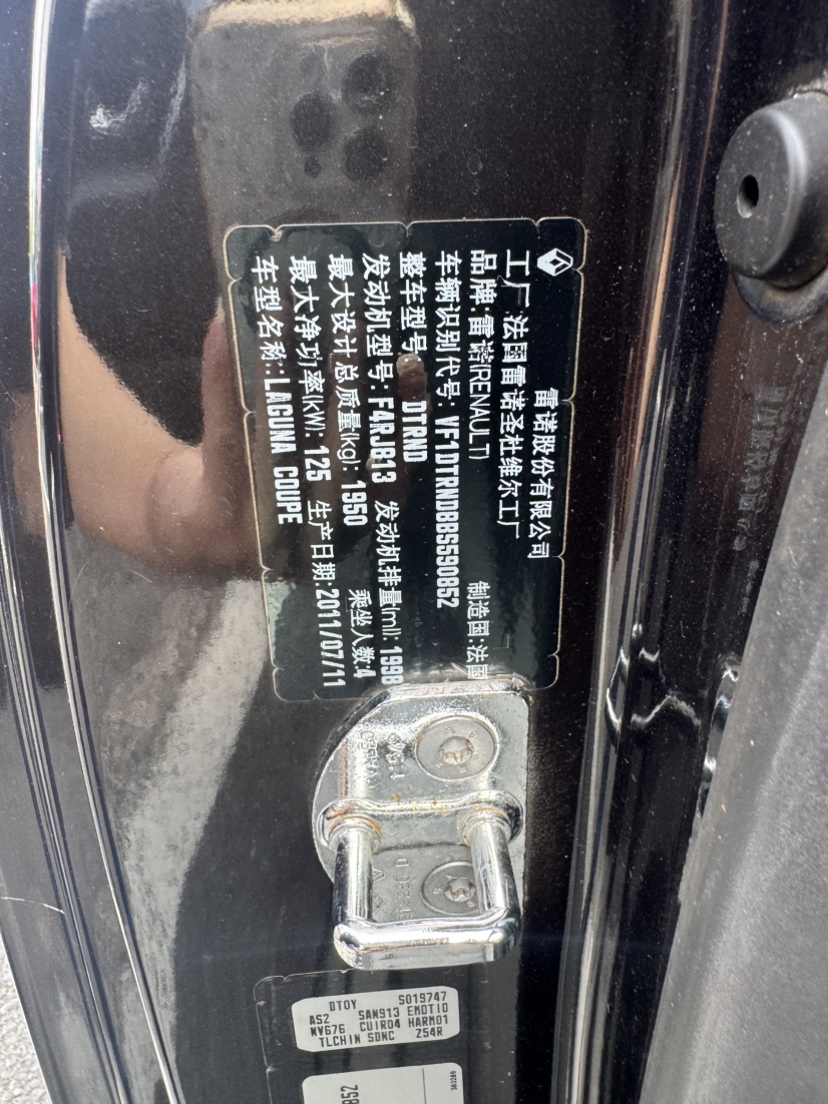 雷诺股份有限公司
工厂:法国雷诺圣杜维尔工厂
品牌:雷诺(RENAULT) 制造国:法国
车辆识别代号: VF1DTRND8BS590852
整车型号: DTRND
发动机型号: F4RJ813 发动机排量(ml): 1998
最大设计总质量(kg): 1950 乘坐人数:4
最大净功率(kW): 125 生产日期:2011/07/11
车型名称:LAGUNA COUPE
DTOY S019747
AS2 SAN913 EMOTIO
NV676 CUIR04 HARM01
TLCHIN SDNC Z54R